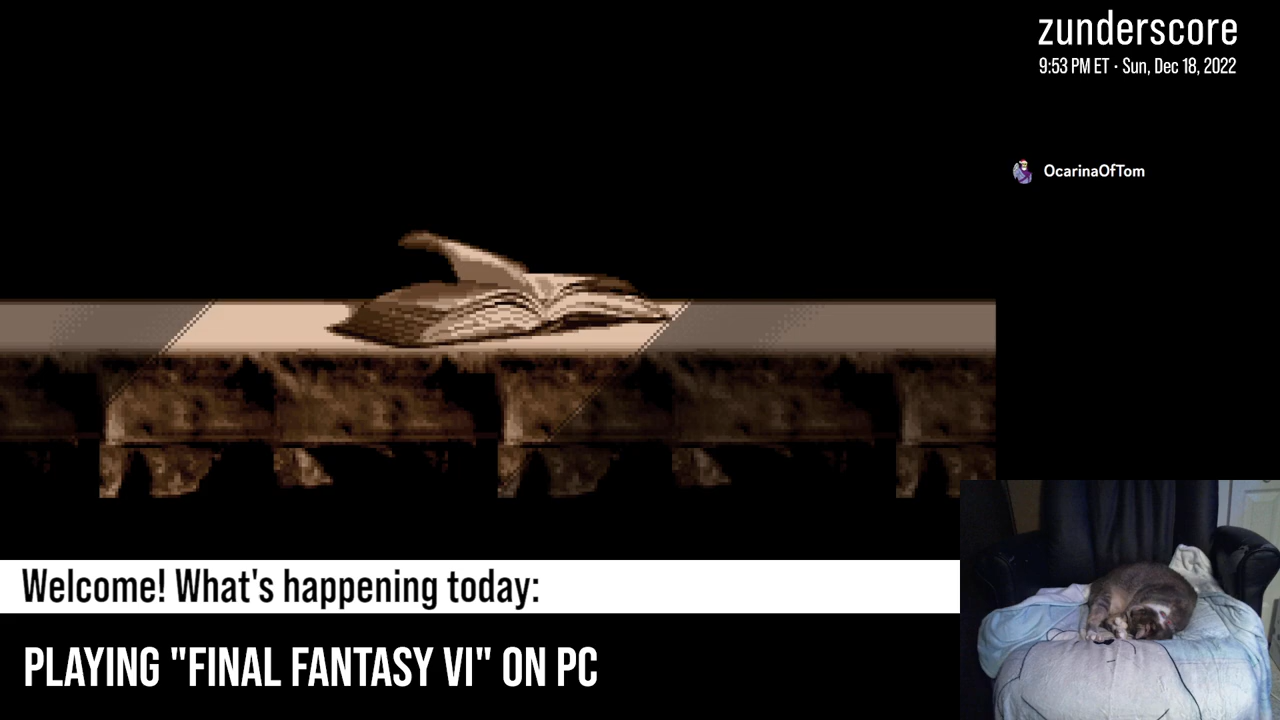 zunderscore
9:53 PM ET · Sun, Dec 18, 2022
OcarinaOfTom
Welcome! What's happening today:
PLAYING "FINAL FANTASY VI" ON PC